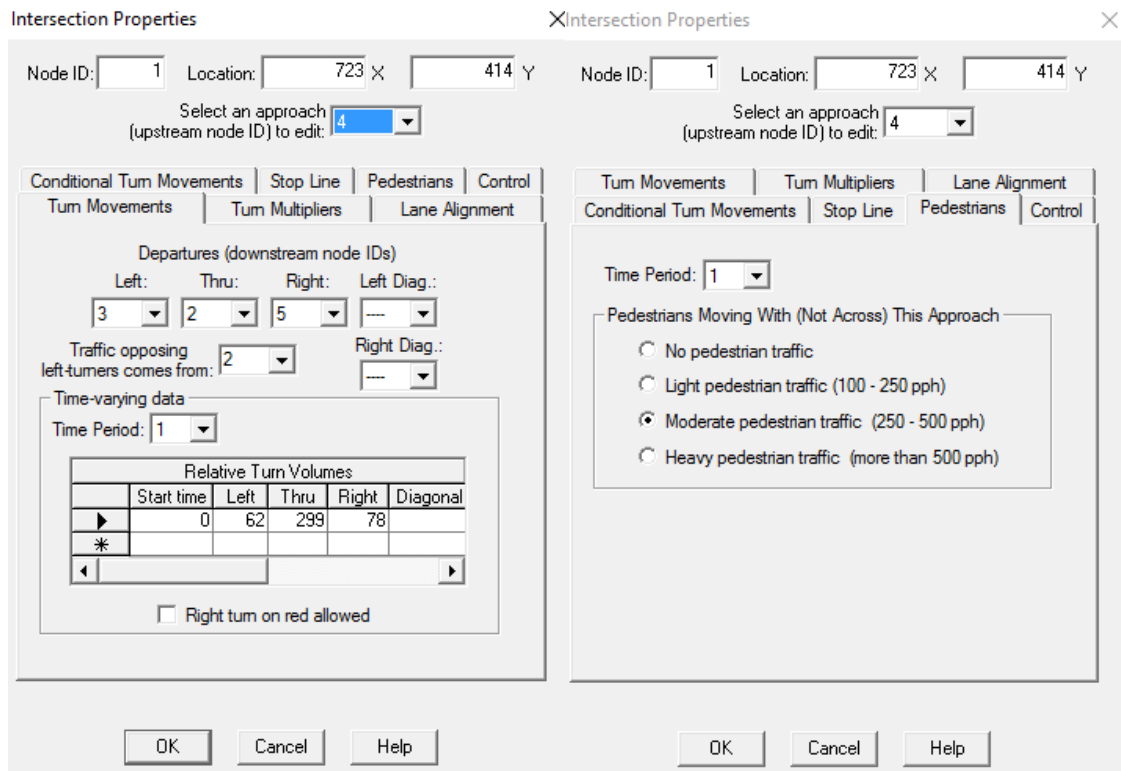 Intersection Properties
Node ID: 1 Location: 723 X 414 Y
Select an approach
(upstream node ID) to edit: 4
Conditional Turn Movements Stop Line Pedestrians Control
Turn Movements Turn Multipliers Lane Alignment
Departures (downstream node IDs)
Left: Thru: Right: Left Diag.:
3 2 5 ----
Traffic opposing
left-turners comes from: 2
Right Diag.:
----
Time-varying data
Time Period: 1
Relative Turn Volumes
Start time Left Thru Right Diagonal
0 62 299 78
Right turn on red allowed
OK Cancel Help
Intersection Properties
Node ID: 1 Location: 723 X 414 Y
Select an approach
(upstream node ID) to edit: 4
Turn Movements Turn Multipliers Lane Alignment
Conditional Turn Movements Stop Line Pedestrians Control
Time Period: 1
Pedestrians Moving With (Not Across) This Approach
No pedestrian traffic
Light pedestrian traffic (100 - 250 pph)
Moderate pedestrian traffic (250 - 500 pph)
Heavy pedestrian traffic (more than 500 pph)
OK Cancel Help